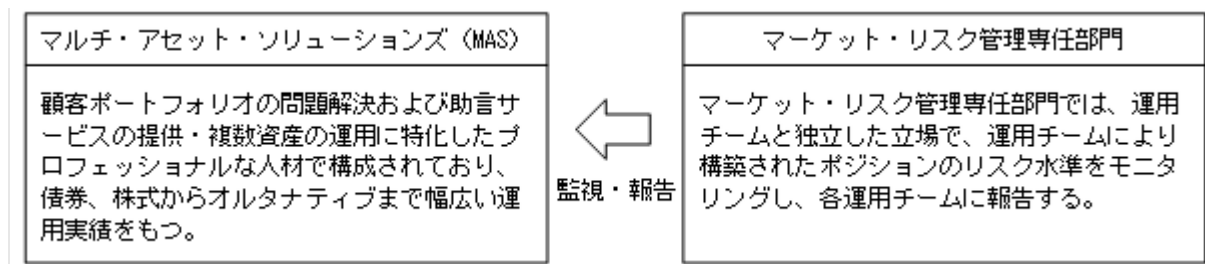 マルチ・アセット・ソリューションズ（MAS）
顧客ポートフォリオの問題解決および助言サ
ービスの提供・複数資産の運用に特化したプ
ロフェッショナルな人材で構成されており、
債券、株式からオルタナティブまで幅広い運
用実績をもつ。
監視・報告
マーケット・リスク管理専任部門
マーケット・リスク管理専任部門では、運用
チームと独立した立場で、運用チームにより
構築されたポジションのリスク水準をモニタ
リングし、各運用チームに報告する。